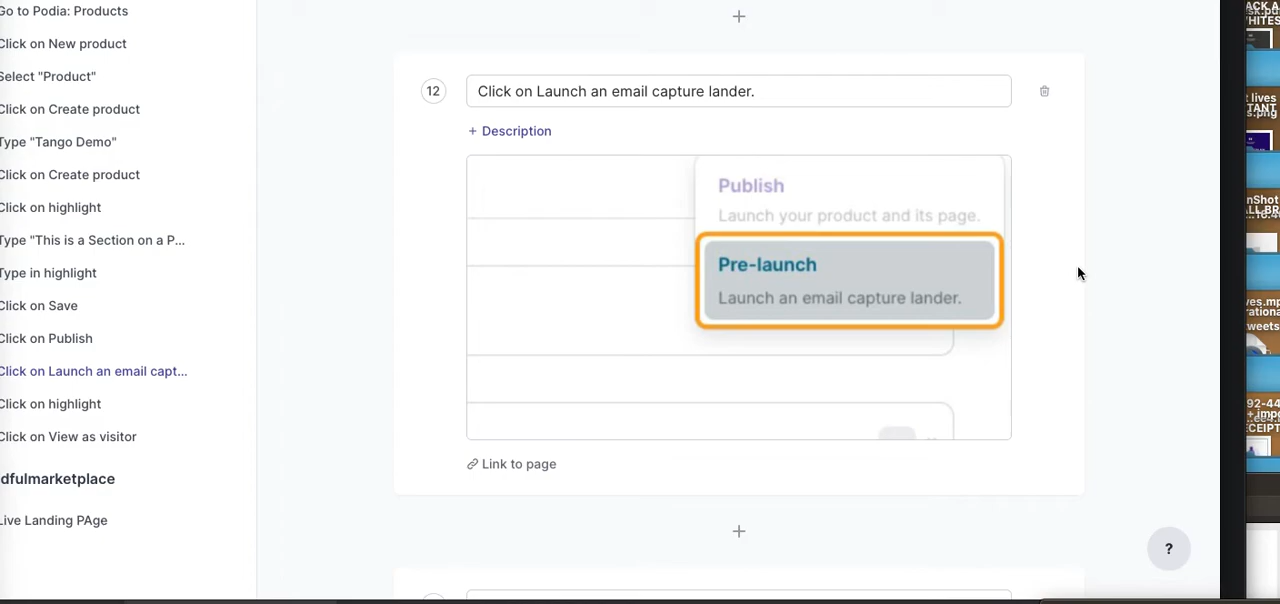 Go to Podia: Products
Click on New product
Select "Product"
Click on Create product
Type "Tango Demo"
Click on Create product
Click on highlight
Type "This is a Section on a P...
Type in highlight
Click on Save
Click on Publish
Click on Launch an email capt...
Click on highlight
Click on View as visitor
dfulmarketplace
Live Landing PAge
+
12
Click on Launch an email capture lander.
+ Description
Publish
Launch your product and its page.
Pre-launch
Launch an email capture lander.
Link to page
+
?